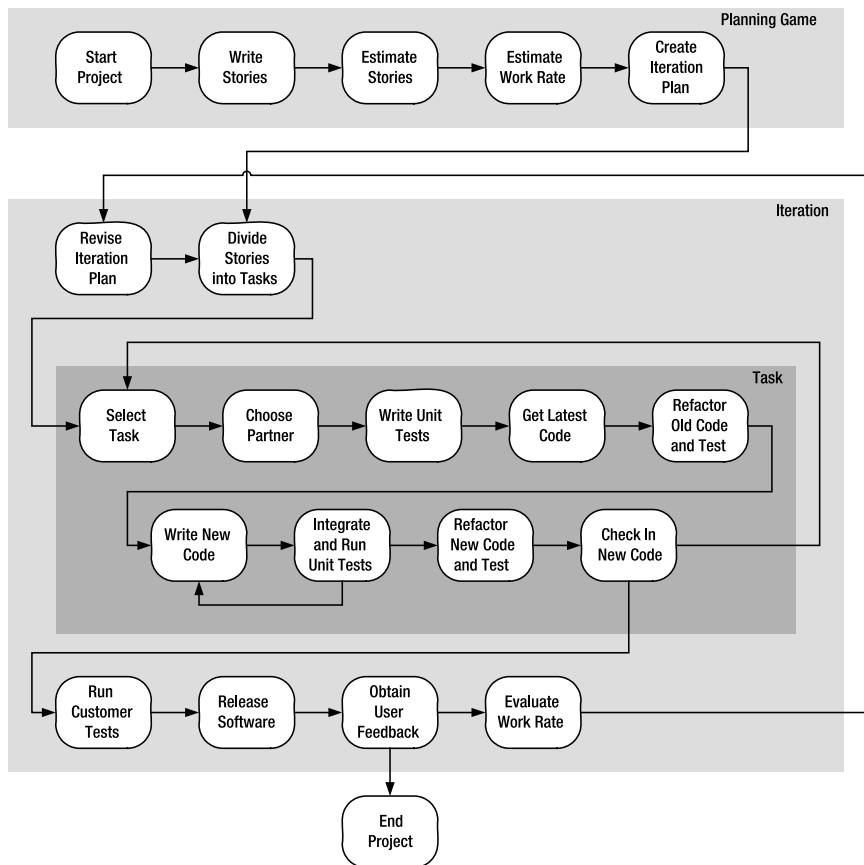 Planning Game
Start
Project
Write
Stories
Estimate
Stories
Estimate
Work Rate
Create
Iteration
Plan
Iteration
Revise
Iteration
Plan
Divide
Stories
into Tasks
Task
Select
Task
Choose
Partner
Write Unit
Tests
Get Latest
Code
Refactor
Old Code
and Test
Write New
Code
Integrate
and Run
Unit Tests
Refactor
New Code
and Test
Check In
New Code
Run
Customer
Tests
Release
Software
Obtain
User
Feedback
Evaluate
Work Rate
End
Project